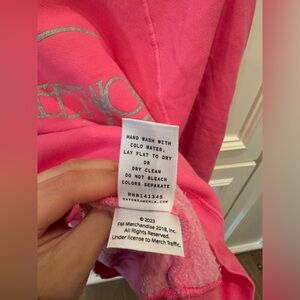 HAND WASH WITH
COLD WATER,
LAY FLAT TO DRY
OR
DRY CLEAN
DO NOT BLEACH
COLORS SEPARATE
RNB141345
© 2023
FM Merchandise 2018, Inc.
All Rights Reserved.
Under license to Merch Traffic.